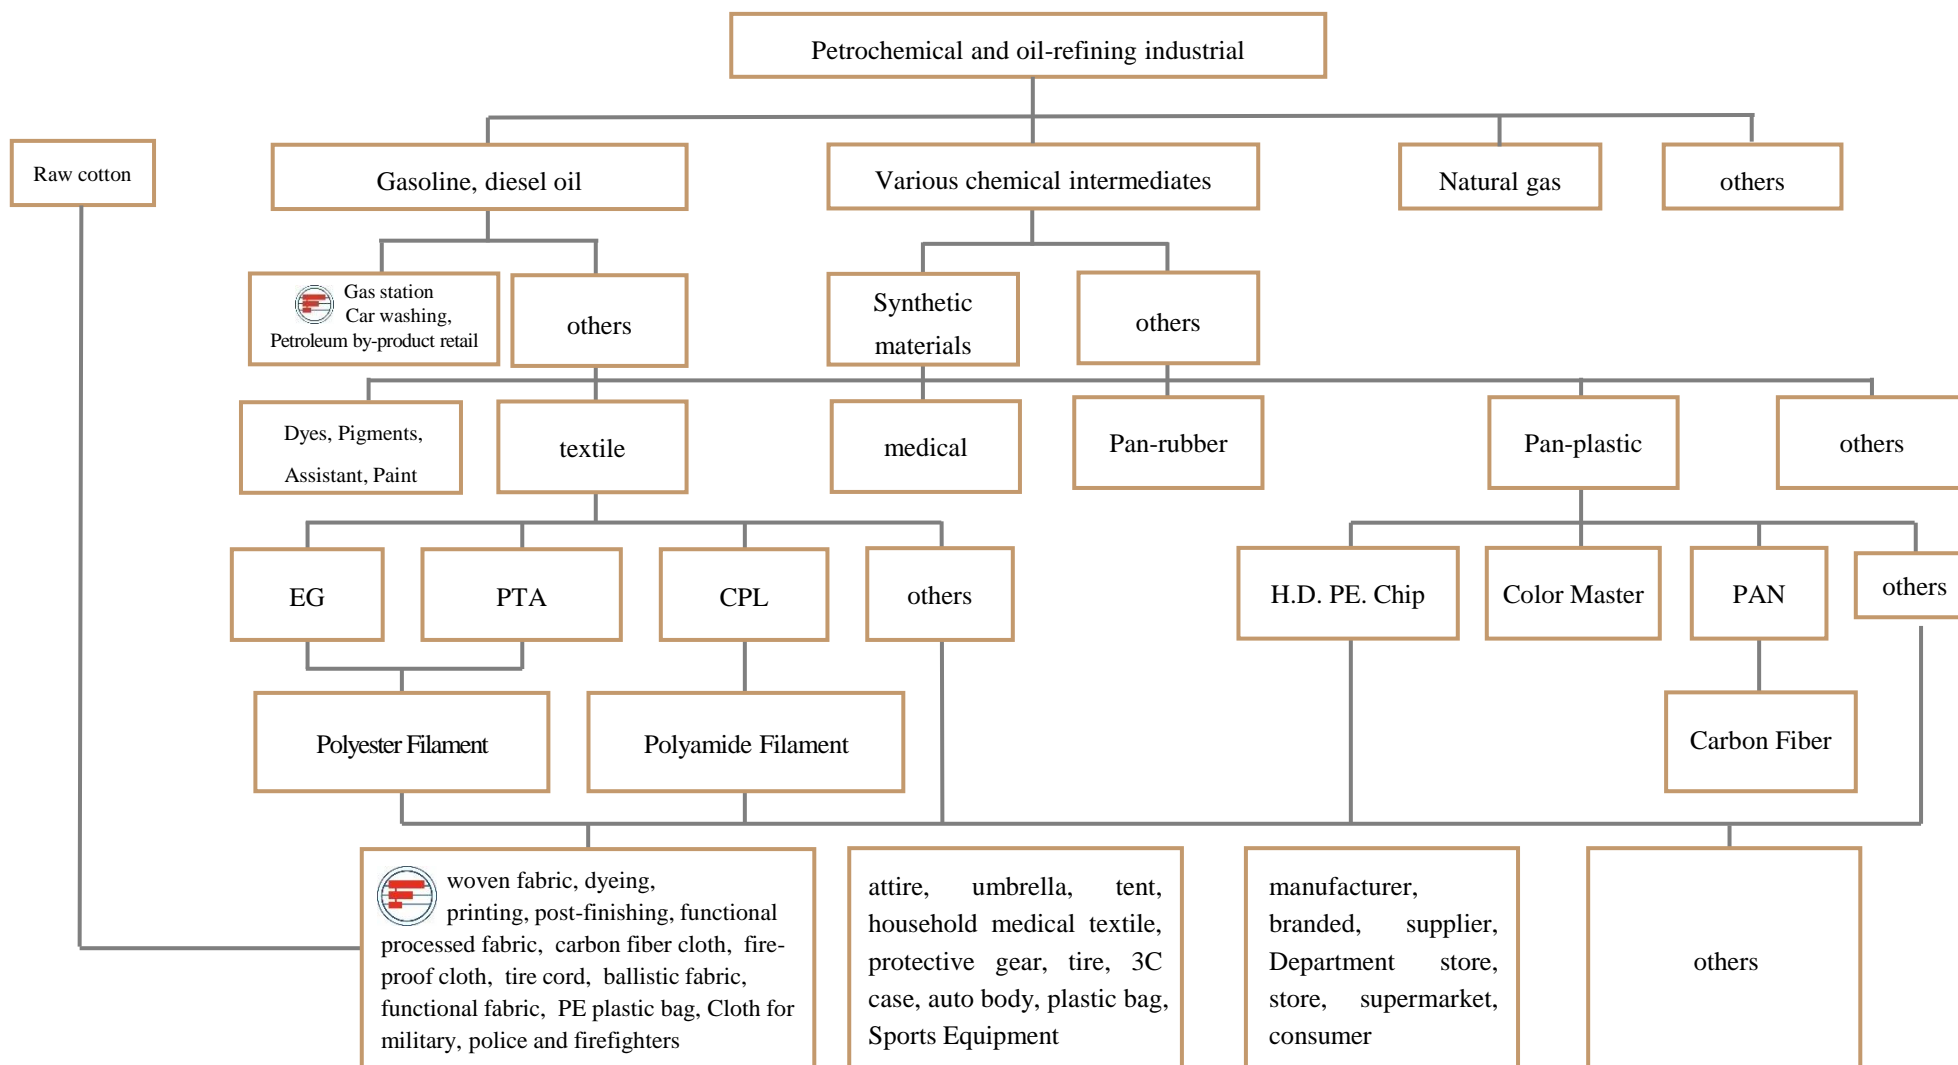 Petrochemical and oil-refining industrial
Raw cotton
Gasoline, diesel oil
Various chemical intermediates
Natural gas
others
Gas station
Car washing,
Petroleum by-product retail
others
Synthetic
materials
others
Dyes, Pigments,
Assistant, Paint
textile
medical
Pan-rubber
Pan-plastic
others
EG
PTA
CPL
others
H.D. PE. Chip
Color Master
PAN
others
Polyester Filament
Polyamide Filament
Carbon Fiber
woven fabric, dyeing,
printing, post-finishing, functional
processed fabric, carbon fiber cloth, fire-
proof cloth, tire cord, ballistic fabric,
functional fabric, PE plastic bag, Cloth for
military, police and firefighters
attire, umbrella, tent,
household medical textile,
protective gear, tire, 3C
case, auto body, plastic bag,
Sports Equipment
manufacturer,
branded, supplier,
Department store,
store, supermarket,
consumer
others